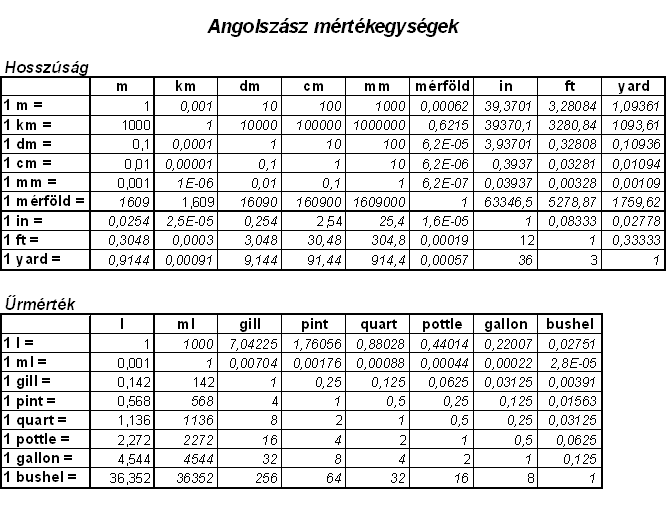 Angolszász mértékegységek
Hosszúság
m km dm cm mm mérföld in ft yard
1 m = 1 0,001 10 100 1000 0,00062 39,3701 3,28084 1,09361
1 km = 1000 1 10000 100000 1000000 0,6215 39370,1 3280,84 1093,61
1 dm = 0,1 0,0001 1 10 100 6,2E-05 3,93701 0,32808 0,10936
1 cm = 0,01 0,00001 0,1 1 10 6,2E-06 0,3937 0,03281 0,01094
1 mm = 0,001 1E-06 0,01 0,1 1 6,2E-07 0,03937 0,00328 0,00109
1 mérföld = 1609 1,609 16090 160900 1609000 1 63346,5 5278,87 1759,62
1 in = 0,0254 2,5E-05 0,254 2,54 25,4 1,6E-05 1 0,08333 0,02778
1 ft = 0,3048 0,0003 3,048 30,48 304,8 0,00019 12 1 0,33333
1 yard = 0,9144 0,00091 9,144 91,44 914,4 0,00057 36 3 1
Űrmérték
l ml gill pint quart pottle gallon bushel
1 l = 1 1000 7,04225 1,76056 0,88028 0,44014 0,22007 0,02751
1 ml = 0,001 1 0,00704 0,00176 0,00088 0,00044 0,00022 2,8E-05
1 gill = 0,142 142 1 0,25 0,125 0,0625 0,03125 0,00391
1 pint = 0,568 568 4 1 0,5 0,25 0,125 0,01563
1 quart = 1,136 1136 8 2 1 0,5 0,25 0,03125
1 pottle = 2,272 2272 16 4 2 1 0,5 0,0625
1 gallon = 4,544 4544 32 8 4 2 1 0,125
1 bushel = 36,352 36352 256 64 32 16 8 1